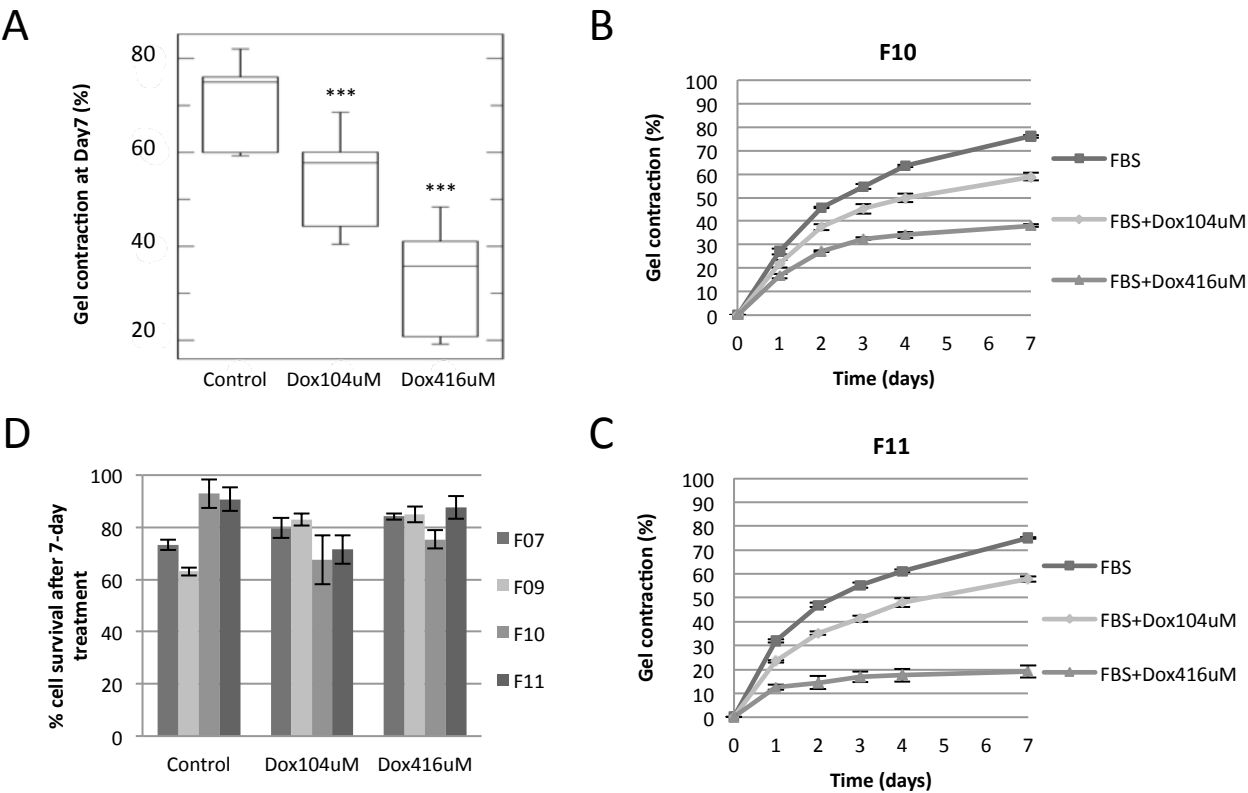 A
Gel contraction at Day7 (%)
80
60
40
20
***
***
Control Dox104uM Dox416uM
B
F10
Gel contraction (%)
100
90
80
70
60
50
40
30
20
10
0
0 1 2 3 4 5 6 7
Time (days)
FBS
FBS+Dox104uM
FBS+Dox416uM
D
% cell survival after 7-day
treatment
100
80
60
40
20
0
Control Dox104uM Dox416uM
F07
F09
F10
F11
C
F11
Gel contraction (%)
100
90
80
70
60
50
40
30
20
10
0
0 1 2 3 4 5 6 7
Time (days)
FBS
FBS+Dox104uM
FBS+Dox416uM